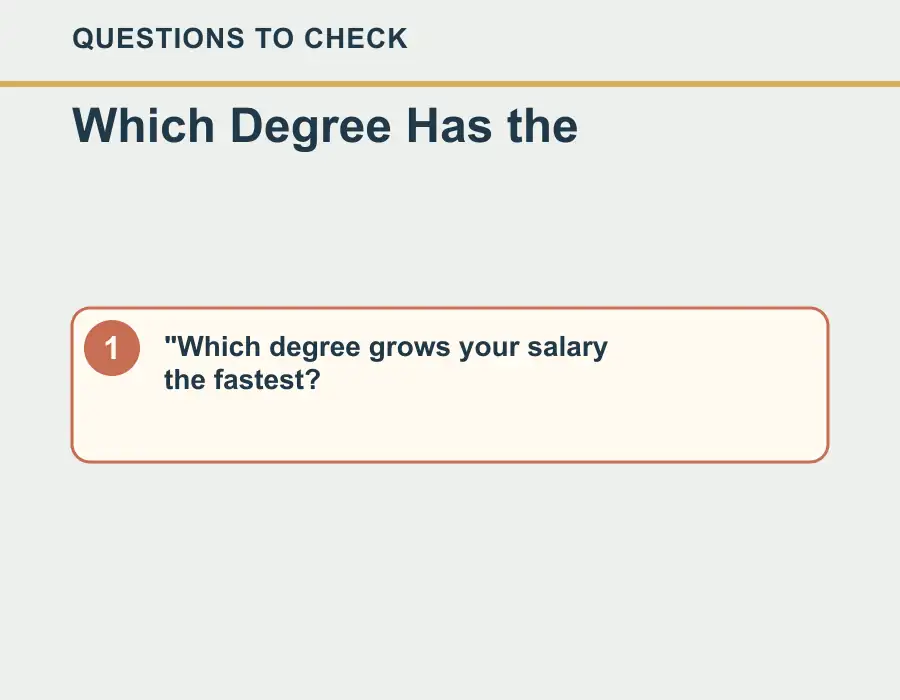 QUESTIONS TO CHECK
Which Degree Has the
1
"Which degree grows your salary
the fastest?